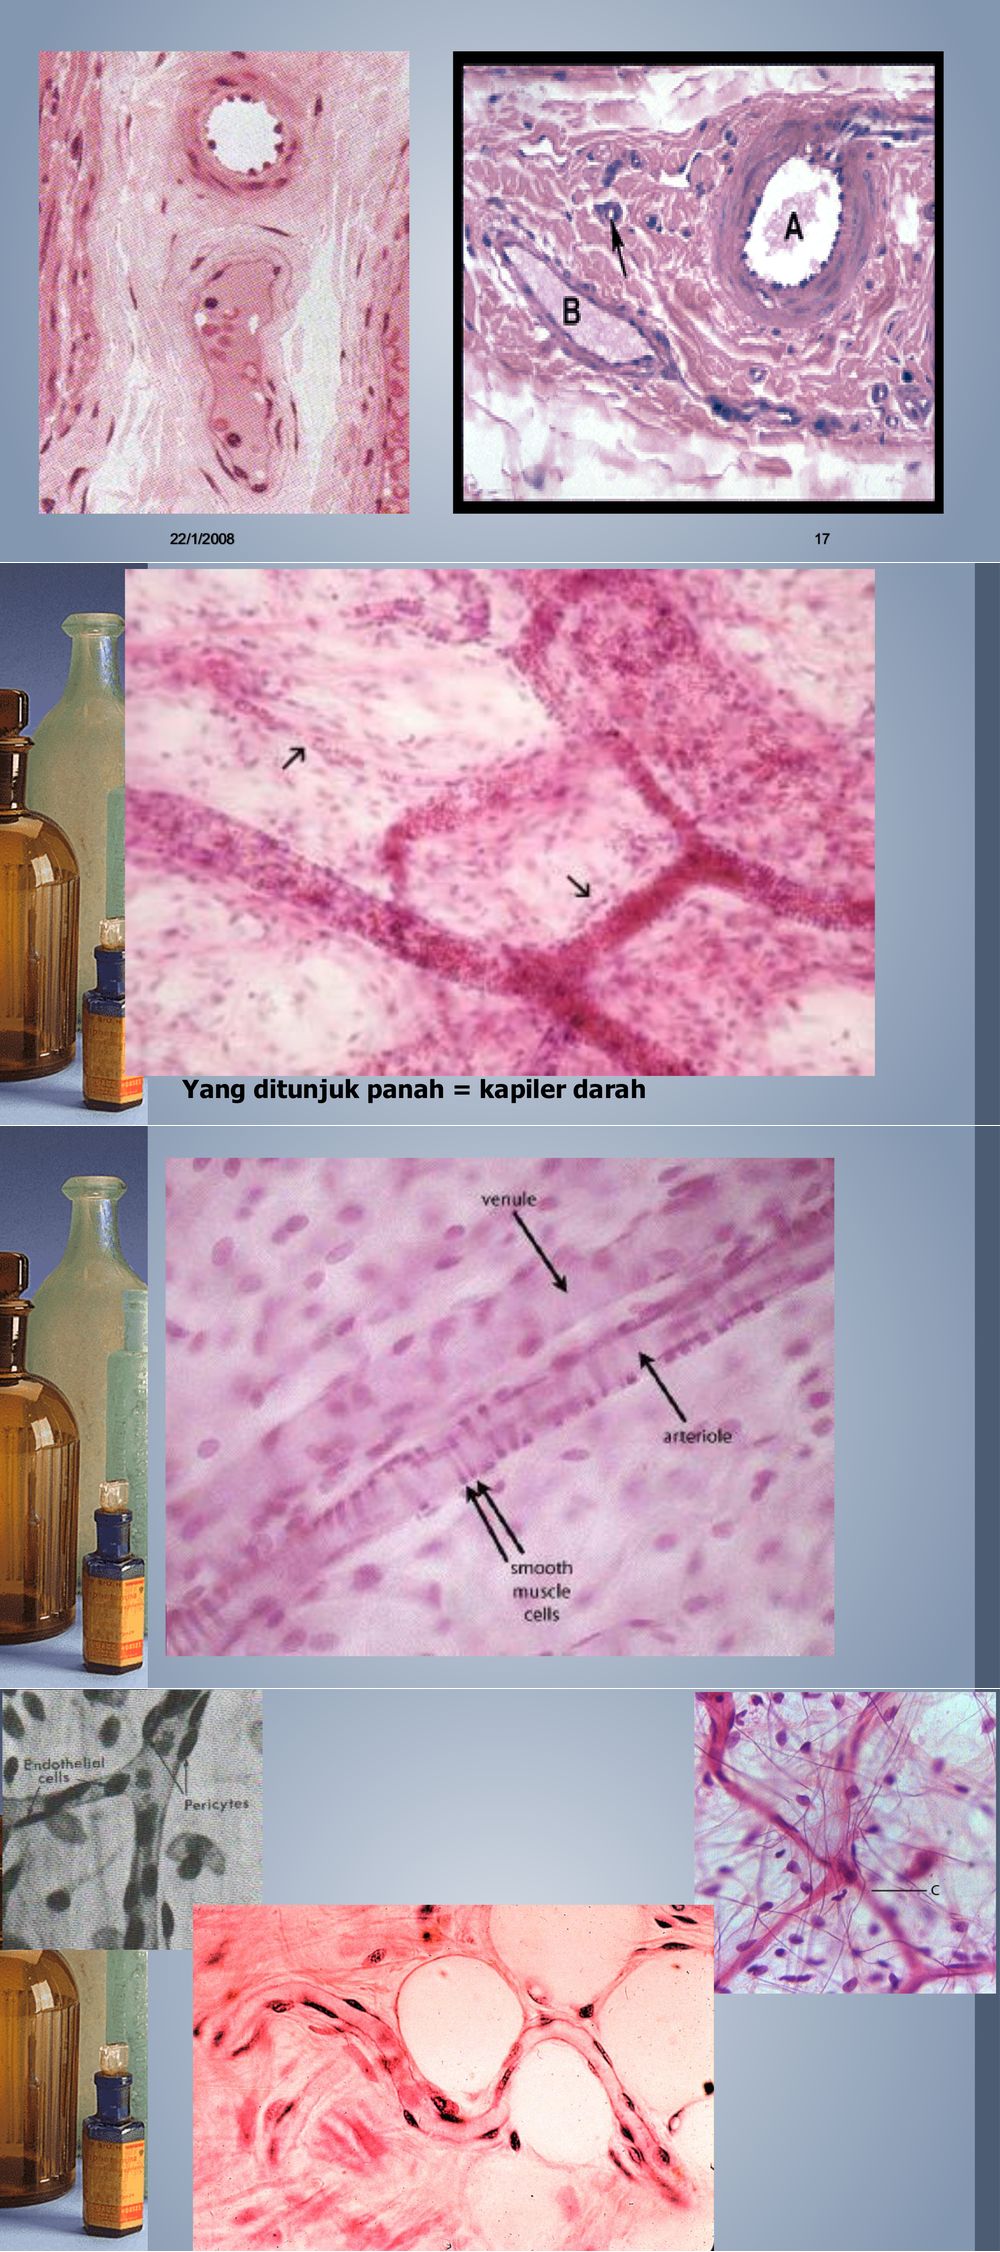 A
B
22/1/2008
17
Yang ditunjuk panah = kapiler darah
venule
arteriole
smooth
muscle
cells
Endothelial
cells
Pericytes
C